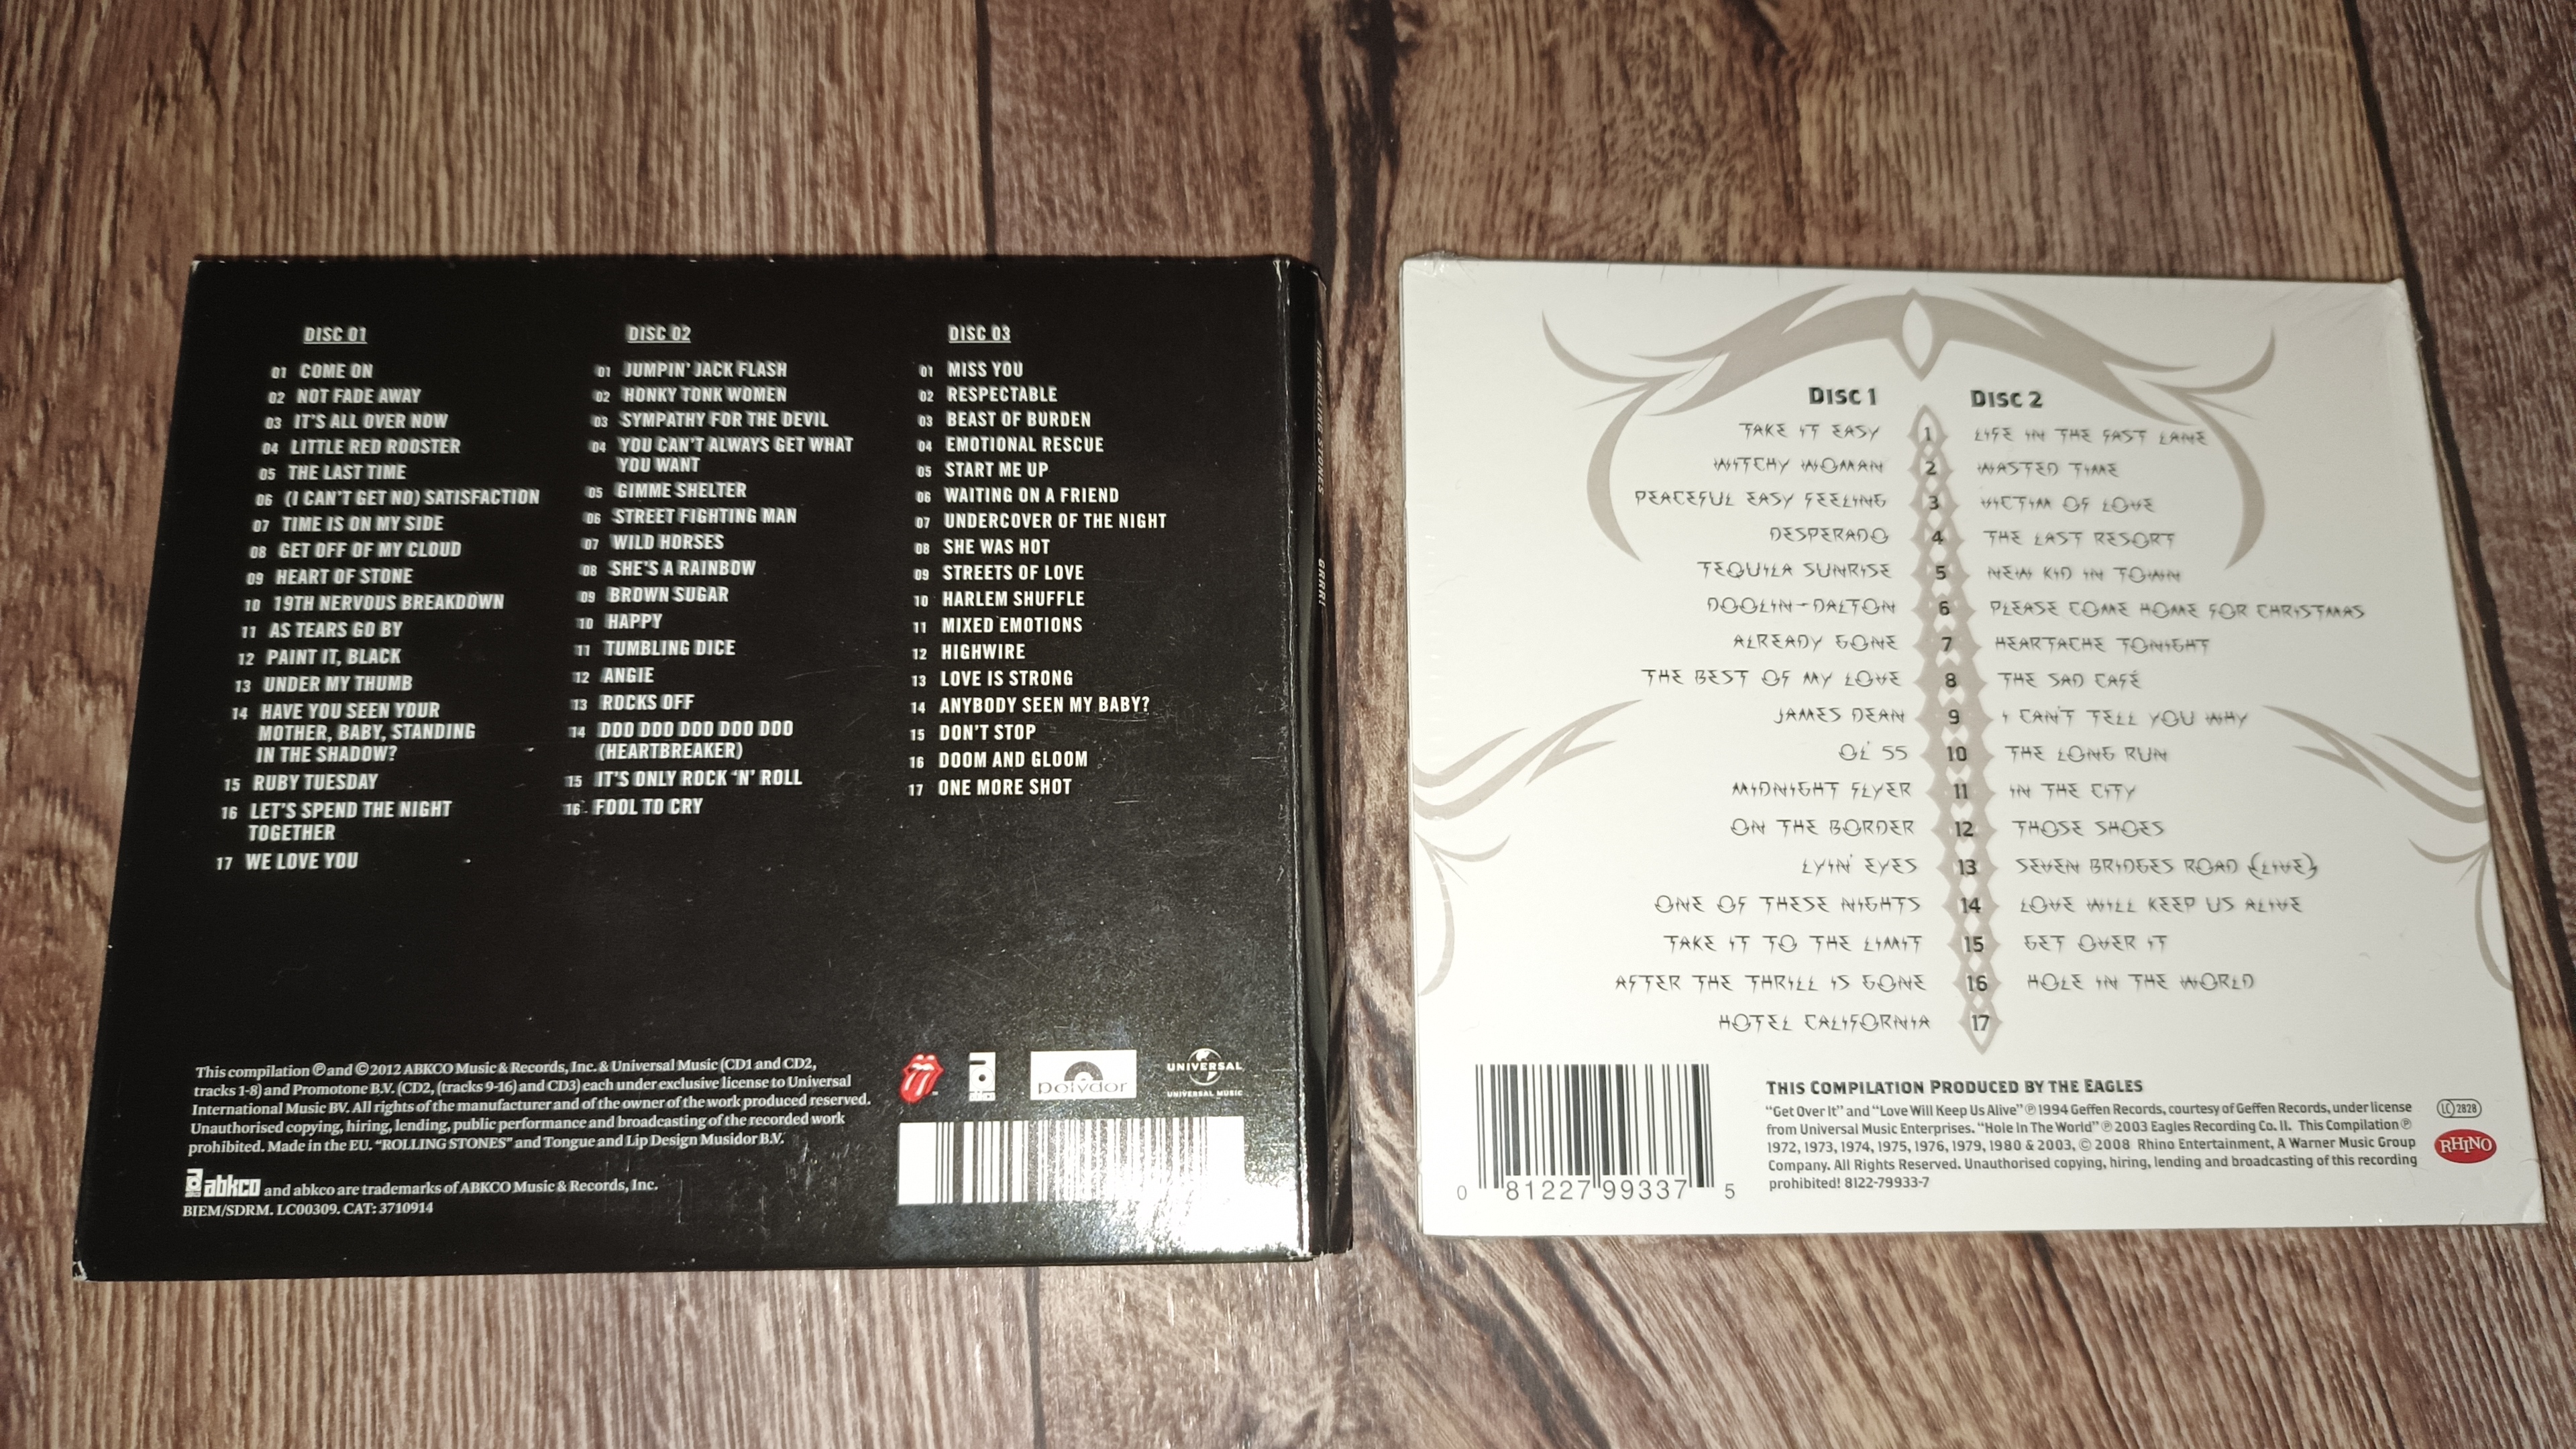 DISC 01
01 COME ON
02 NOT FADE AWAY
03 IT'S ALL OVER NOW
04 LITTLE RED ROOSTER
05 THE LAST TIME
06 (I CAN'T GET NO) SATISFACTION
07 TIME IS ON MY SIDE
08 GET OFF OF MY CLOUD
09 HEART OF STONE
10 19TH NERVOUS BREAKDOWN
11 AS TEARS GO BY
12 PAINT IT, BLACK
13 UNDER MY THUMB
14 HAVE YOU SEEN YOUR
MOTHER, BABY, STANDING
IN THE SHADOW?
15 RUBY TUESDAY
16 LET'S SPEND THE NIGHT
TOGETHER
17 WE LOVE YOU
DISC 02
01 JUMPIN' JACK FLASH
02 HONKY TONK WOMEN
03 SYMPATHY FOR THE DEVIL
04 YOU CAN'T ALWAYS GET WHAT
YOU WANT
05 GIMME SHELTER
06 STREET FIGHTING MAN
07 WILD HORSES
08 SHE'S A RAINBOW
09 BROWN SUGAR
10 HAPPY
11 TUMBLING DICE
12 ANGIE
13 ROCKS OFF
14 DOO DOO DOO DOO DOO
(HEARTBREAKER)
15 IT'S ONLY ROCK 'N' ROLL
16 FOOL TO CRY
DISC 03
01 MISS YOU
02 RESPECTABLE
03 BEAST OF BURDEN
04 EMOTIONAL RESCUE
05 START ME UP
06 WAITING ON A FRIEND
07 UNDERCOVER OF THE NIGHT
08 SHE WAS HOT
09 STREETS OF LOVE
10 HARLEM SHUFFLE
11 MIXED EMOTIONS
12 HIGHWIRE
13 LOVE IS STRONG
14 ANYBODY SEEN MY BABY?
15 DON'T STOP
16 DOOM AND GLOOM
17 ONE MORE SHOT
This compilation ℗ and © 2012 ABKCO Music & Records, Inc. & Universal Music (CD1 and CD2,
tracks 1-8) and Promotone B.V. (CD2, (tracks 9-16) and CD3) each under exclusive license to Universal
International Music BV. All rights of the manufacturer and of the owner of the work produced reserved.
Unauthorised copying, hiring, lending, public performance and broadcasting of the recorded work
prohibited. Made in the EU. "ROLLING STONES" and Tongue and Lip Design Musidor B.V.
abkco and abkco are trademarks of ABKCO Music & Records, Inc.
BIEM/SDRM. LC00309. CAT: 3710914
abkco
polydor
UNIVERSAL
UNIVERSAL MUSIC
THE ROLLING STONES GRRR!
DISC 1
TAKE IT EASY
WITCHY WOMAN
PEACEFUL EASY FEELING
DESPERADO
TEQUILA SUNRISE
DOOLIN-DALTON
ALREADY GONE
THE BEST OF MY LOVE
JAMES DEAN
OL' 55
MIDNIGHT FLYER
ON THE BORDER
LYIN' EYES
ONE OF THESE NIGHTS
TAKE IT TO THE LIMIT
AFTER THE THRILL IS GONE
HOTEL CALIFORNIA
1
2
3
4
5
6
7
8
9
10
11
12
13
14
15
16
17
DISC 2
LIFE IN THE FAST LANE
WASTED TIME
VICTIM OF LOVE
THE LAST RESORT
NEW KID IN TOWN
PLEASE COME HOME FOR CHRISTMAS
HEARTACHE TONIGHT
THE SAD CAFÉ
I CAN'T TELL YOU WHY
THE LONG RUN
IN THE CITY
THOSE SHOES
SEVEN BRIDGES ROAD (LIVE)
LOVE WILL KEEP US ALIVE
GET OVER IT
HOLE IN THE WORLD
0 81227 99337 5
THIS COMPILATION PRODUCED BY THE EAGLES
"Get Over It" and "Love Will Keep Us Alive" ℗ 1994 Geffen Records, courtesy of Geffen Records, under license
from Universal Music Enterprises. "Hole In The World" ℗ 2003 Eagles Recording Co. II. This Compilation ℗
1972, 1973, 1974, 1975, 1976, 1979, 1980 & 2003, © 2008 Rhino Entertainment, A Warner Music Group
Company. All Rights Reserved. Unauthorised copying, hiring, lending and broadcasting of this recording
prohibited! 8122-79933-7
LC 2828
RHINO